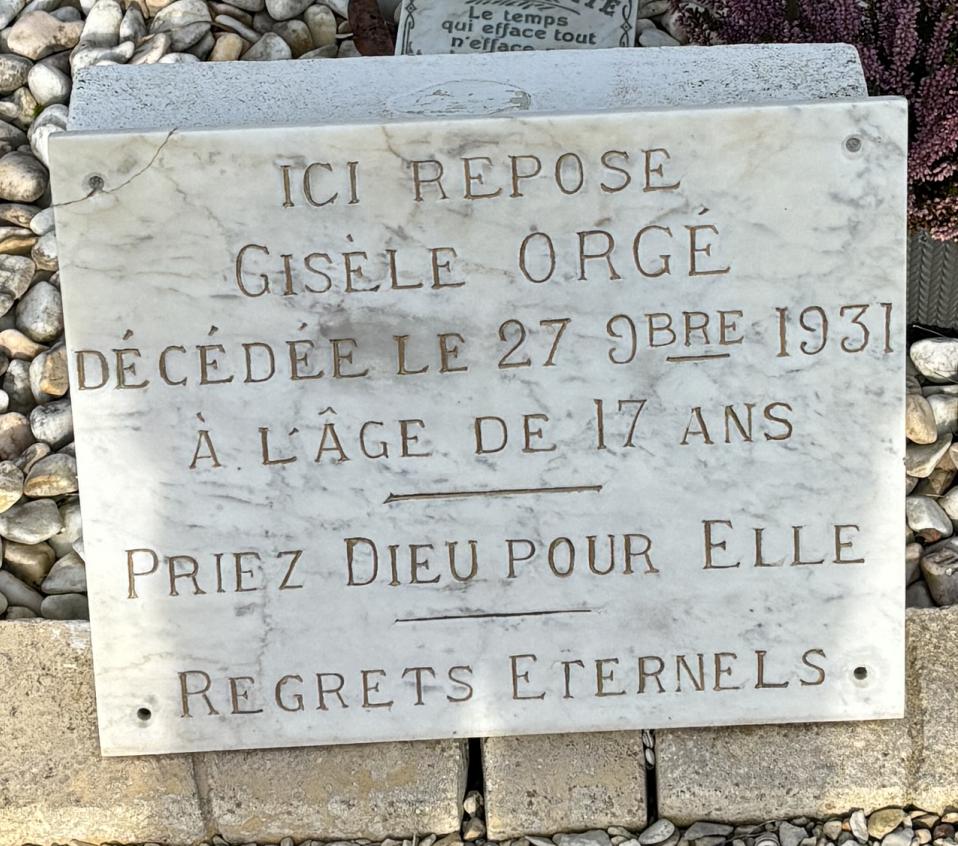 Le temps
qui efface tout
n'efface
ICI REPOSE
GISÈLE ORGÉ
DÉCÉDÉE LE 27 9BRE 1931
À L'ÂGE DE 17 ANS
PRIEZ DIEU POUR ELLE
REGRETS ETERNELS